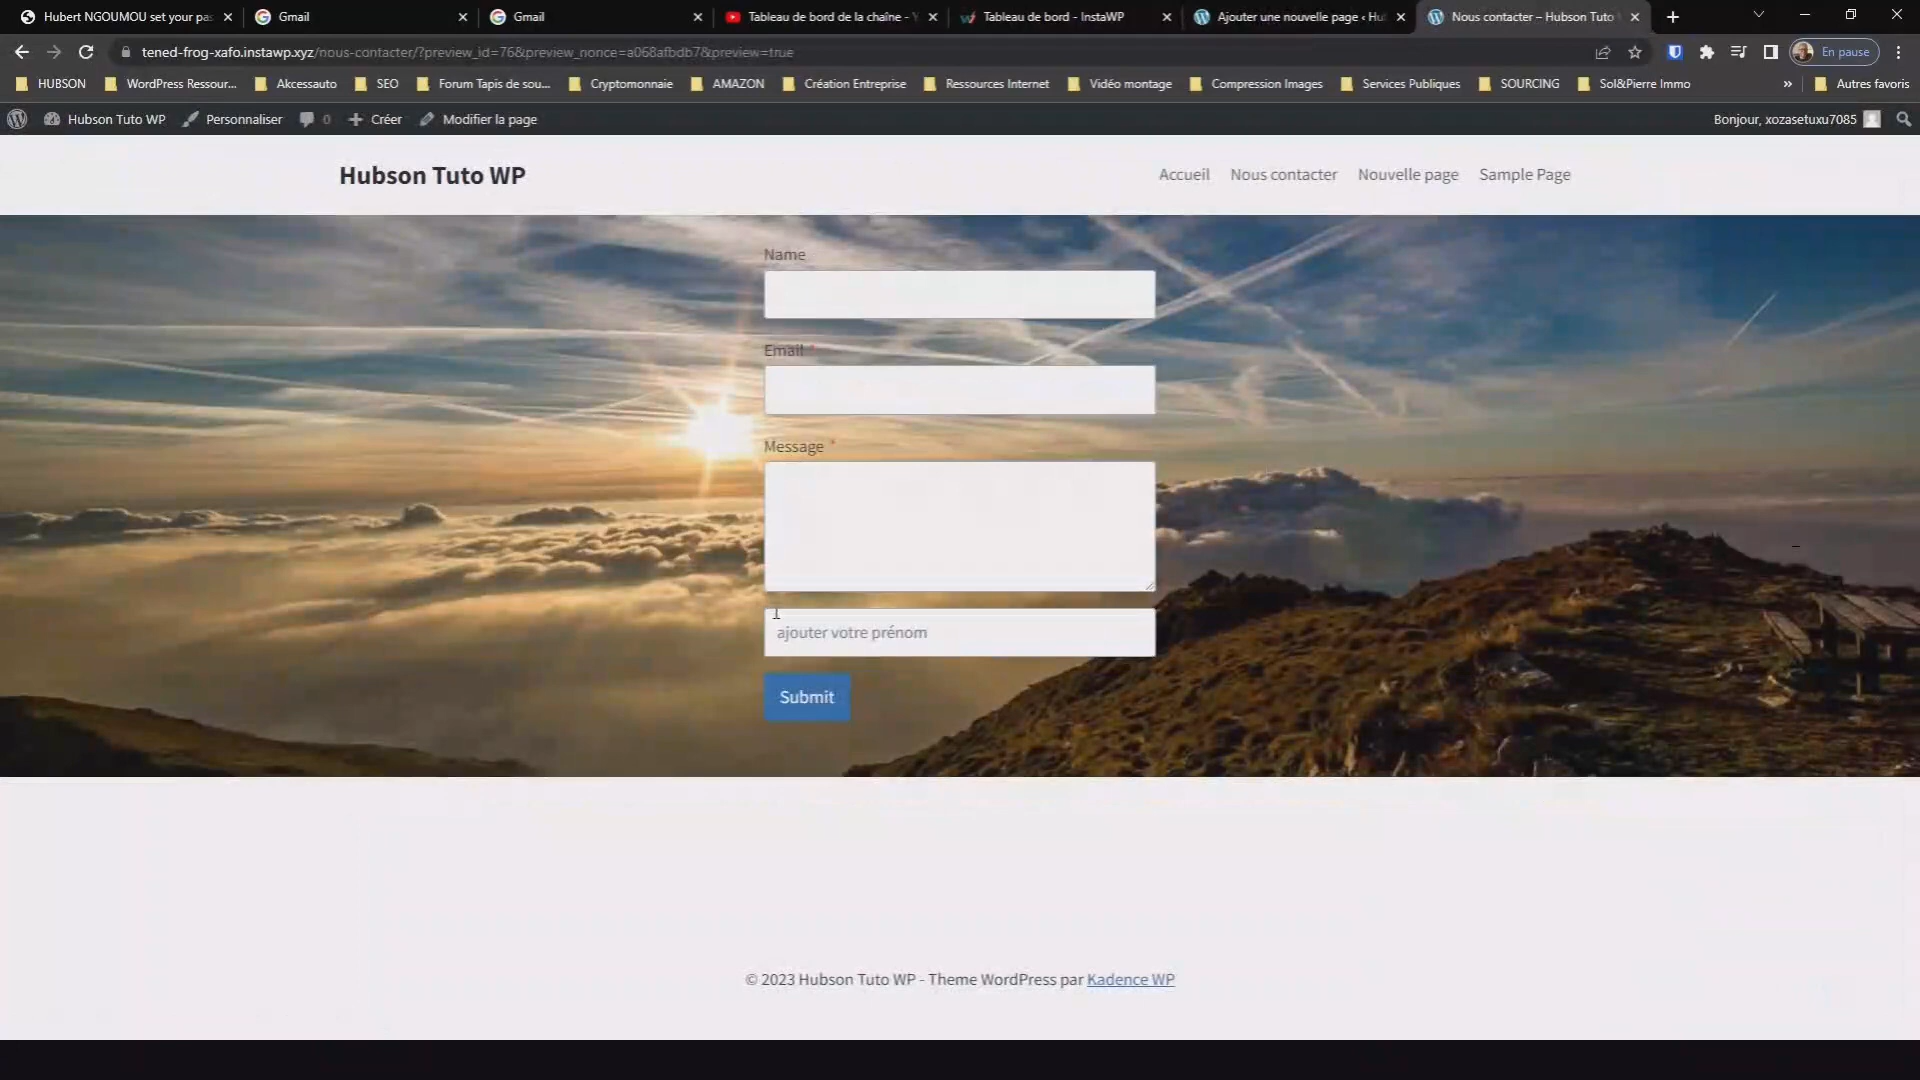 Hubert NGOUMOU set your pas
Gmail
Gmail
Tableau de bord de la chaîne - Y
Tableau de bord - InstaWP
Ajouter une nouvelle page ‹ Hu
Nous contacter – Hubson Tuto
tened-frog-xafo.instawp.xyz/nous-contacter/?preview_id=76&preview_nonce=a068afbdb7&preview=true
En pause
HUBSON
WordPress Ressour...
Akcessauto
SEO
Forum Tapis de sou...
Cryptomonnaie
AMAZON
Création Entreprise
Ressources Internet
Vidéo montage
Compression Images
Services Publiques
SOURCING
Sol&Pierre Immo
»
Autres favoris
Hubson Tuto WP
Personnaliser
0
Créer
Modifier la page
Bonjour, xozasetuxu7085
Hubson Tuto WP
Accueil
Nous contacter
Nouvelle page
Sample Page
Name
Email *
Message *
ajouter votre prénom
Submit
© 2023 Hubson Tuto WP - Theme WordPress par Kadence WP